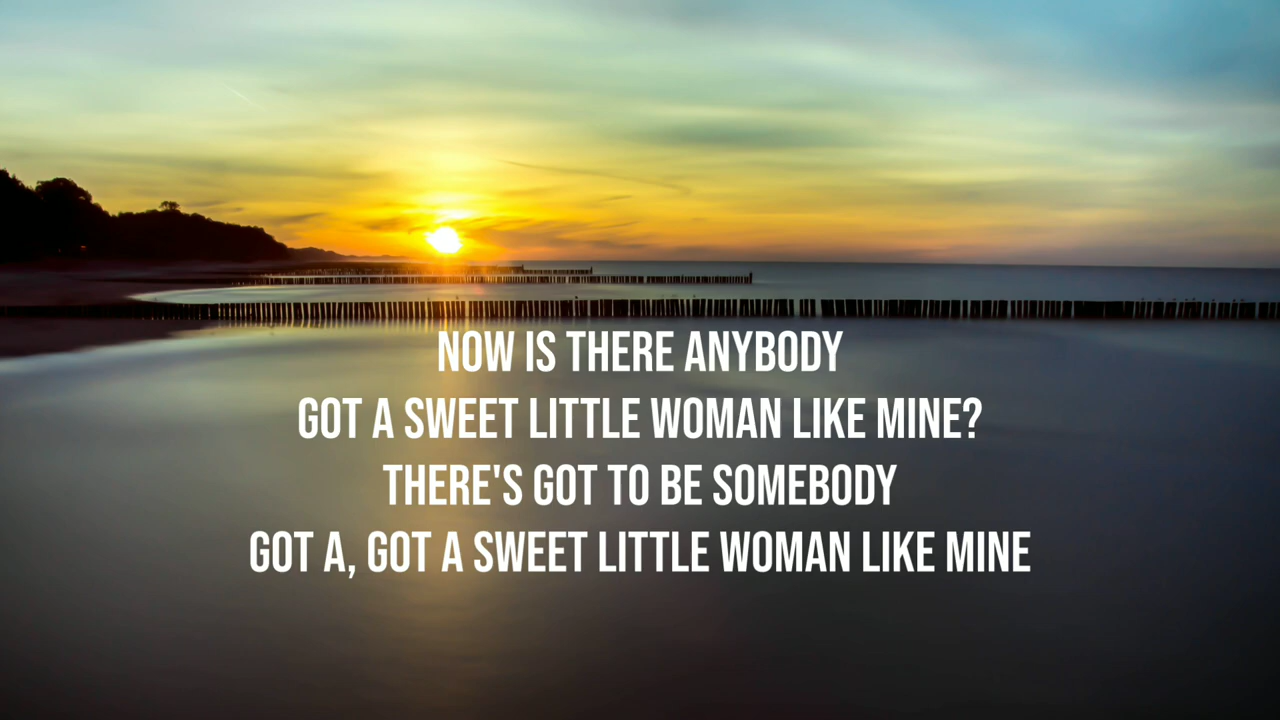 NOW IS THERE ANYBODY
GOT A SWEET LITTLE WOMAN LIKE MINE?
THERE'S GOT TO BE SOMEBODY
GOT A, GOT A SWEET LITTLE WOMAN LIKE MINE